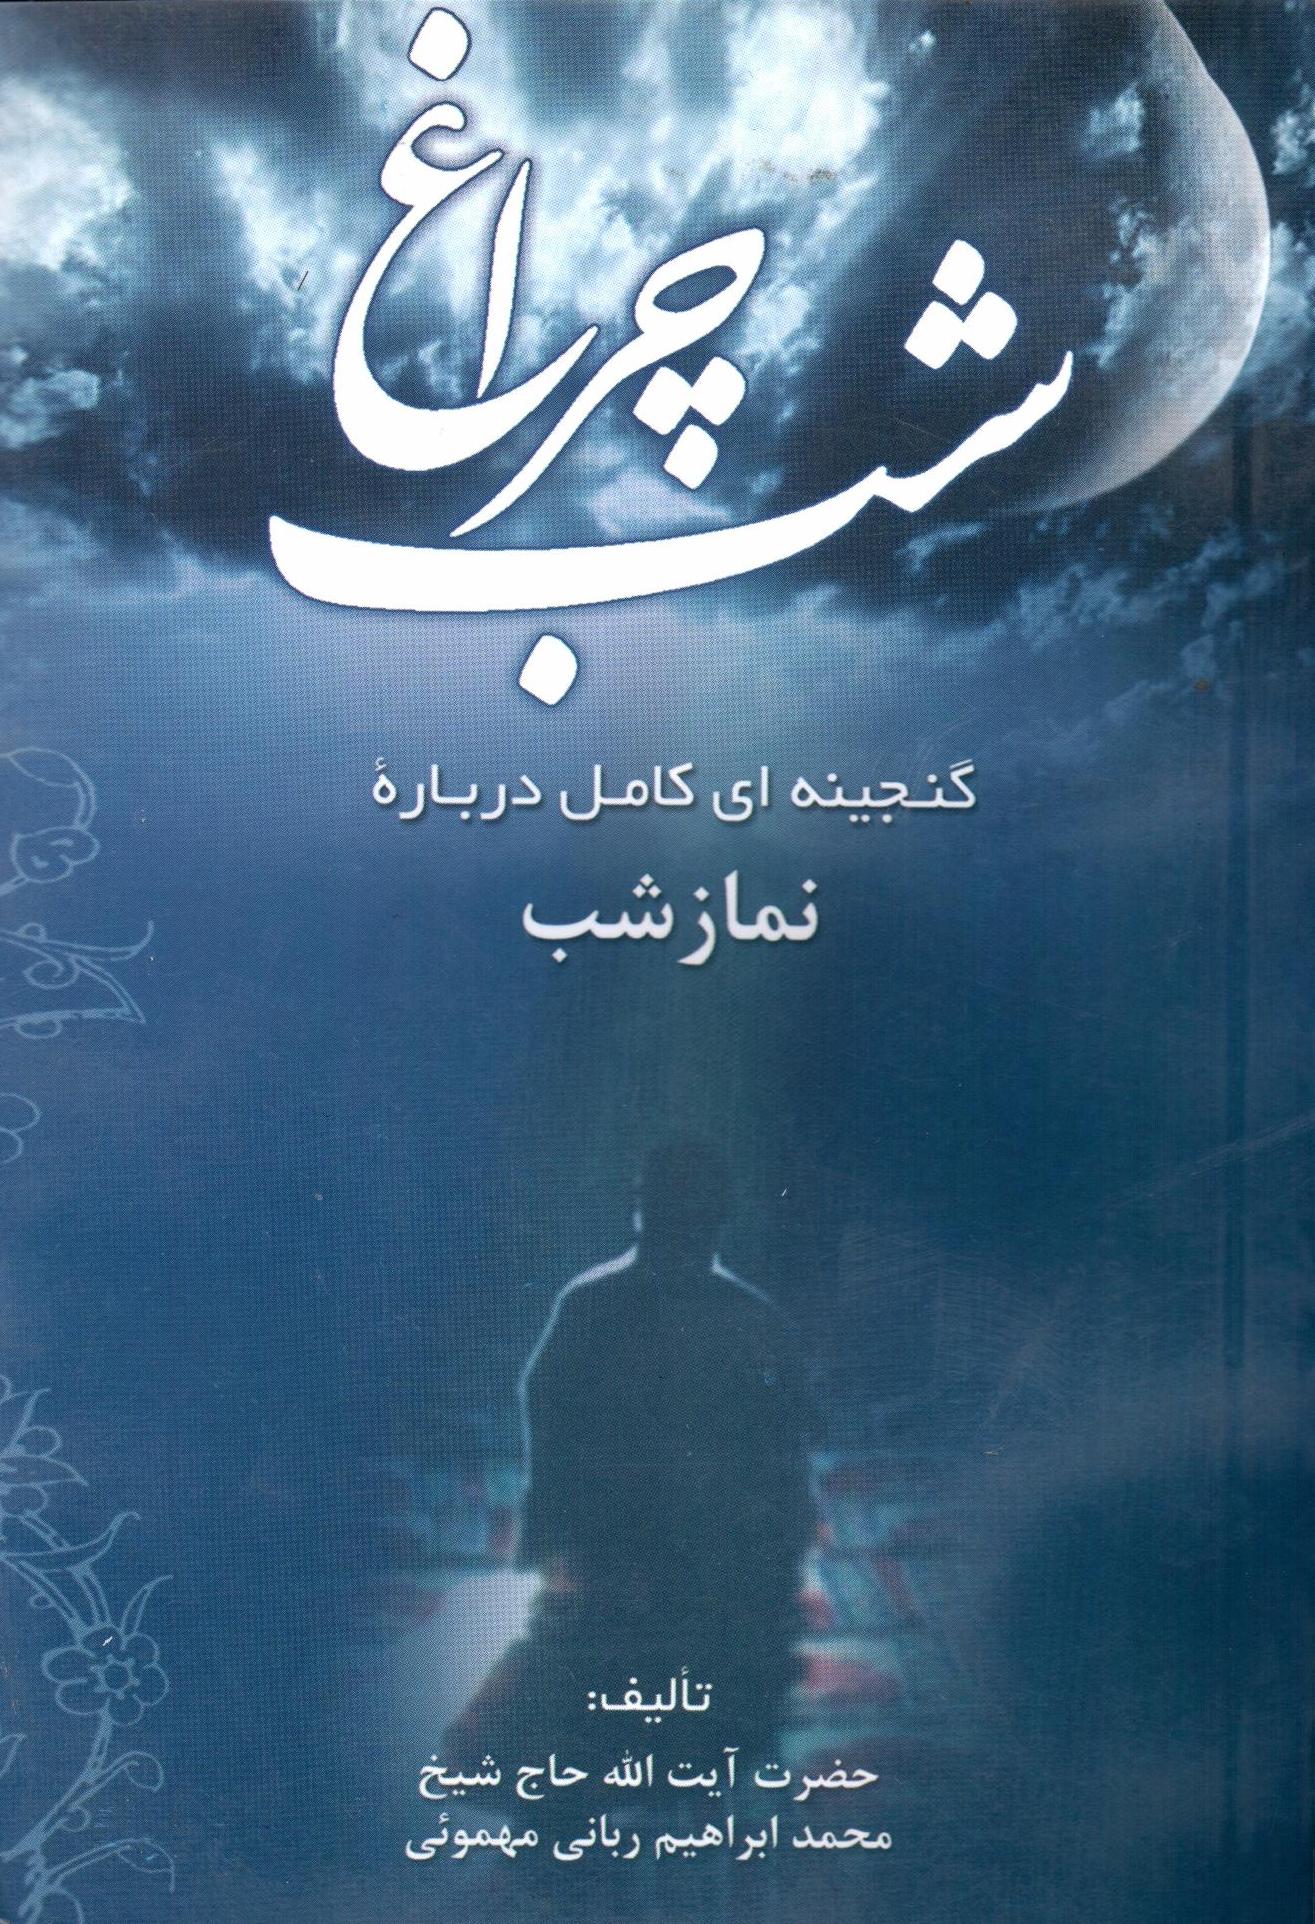 شب چراغ
گنجینه ای کامل دربارهٔ
نماز شب
تألیف:
حضرت آیت الله حاج شیخ
محمد ابراهیم ربانی مهموئی